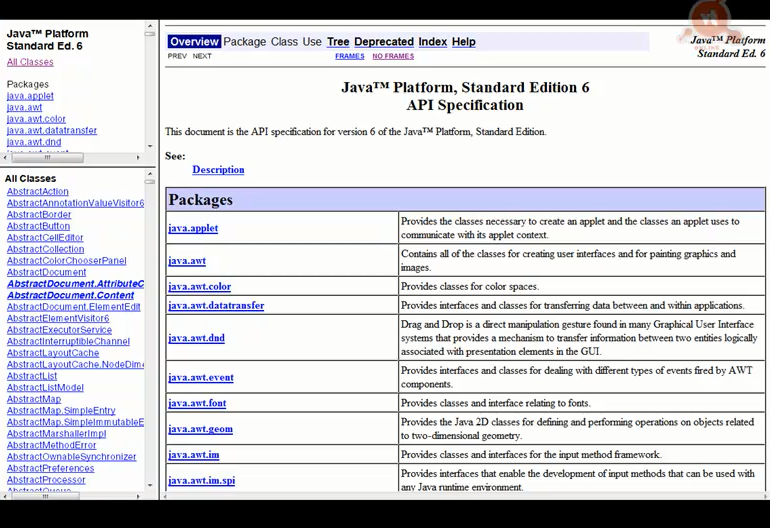 Java™ Platform
Standard Ed. 6
All Classes
Packages
java.applet
java.awt
java.awt.color
java.awt.datatransfer
java.awt.dnd
All Classes
AbstractAction
AbstractAnnotationValueVisitor6
AbstractBorder
AbstractButton
AbstractCellEditor
AbstractCollection
AbstractColorChooserPanel
AbstractDocument
AbstractDocument.AttributeC
AbstractDocument.Content
AbstractDocument.ElementEdit
AbstractElementVisitor6
AbstractExecutorService
AbstractInterruptibleChannel
AbstractLayoutCache
AbstractLayoutCache.NodeDime
AbstractList
AbstractListModel
AbstractMap
AbstractMap.SimpleEntry
AbstractMap.SimpleImmutableE
AbstractMarshallerImpl
AbstractMethodError
AbstractOwnableSynchronizer
AbstractPreferences
AbstractProcessor
AbstractQueue
Overview Package Class Use Tree Deprecated Index Help
PREV NEXT FRAMES NO FRAMES
Java™ Platform
Standard Ed. 6
Java™ Platform, Standard Edition 6
API Specification
This document is the API specification for version 6 of the Java™ Platform, Standard Edition.
See:
Description
Packages
java.applet
Provides the classes necessary to create an applet and the classes an applet uses to
communicate with its applet context.
java.awt
Contains all of the classes for creating user interfaces and for painting graphics and
images.
java.awt.color
Provides classes for color spaces.
java.awt.datatransfer
Provides interfaces and classes for transferring data between and within applications.
java.awt.dnd
Drag and Drop is a direct manipulation gesture found in many Graphical User Interface
systems that provides a mechanism to transfer information between two entities logically
associated with presentation elements in the GUI.
java.awt.event
Provides interfaces and classes for dealing with different types of events fired by AWT
components.
java.awt.font
Provides classes and interface relating to fonts.
java.awt.geom
Provides the Java 2D classes for defining and performing operations on objects related
to two-dimensional geometry.
java.awt.im
Provides classes and interfaces for the input method framework.
java.awt.im.spi
Provides interfaces that enable the development of input methods that can be used with
any Java runtime environment.